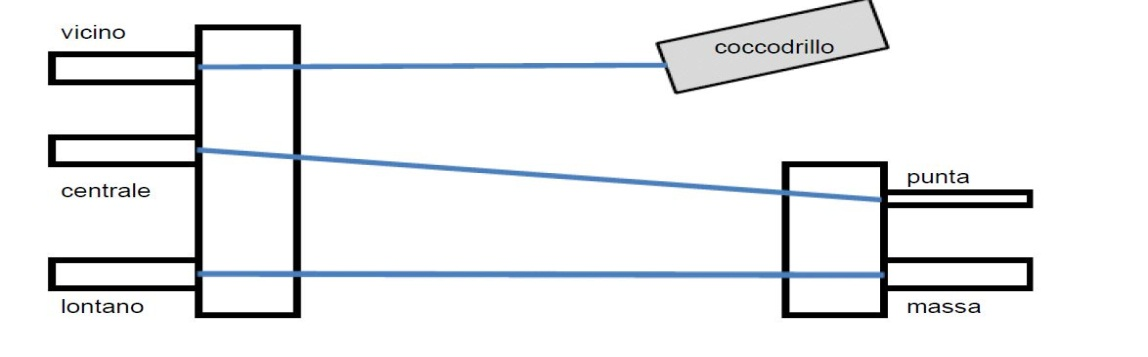 vicino
coccodrillo
centrale
punta
lontano
massa